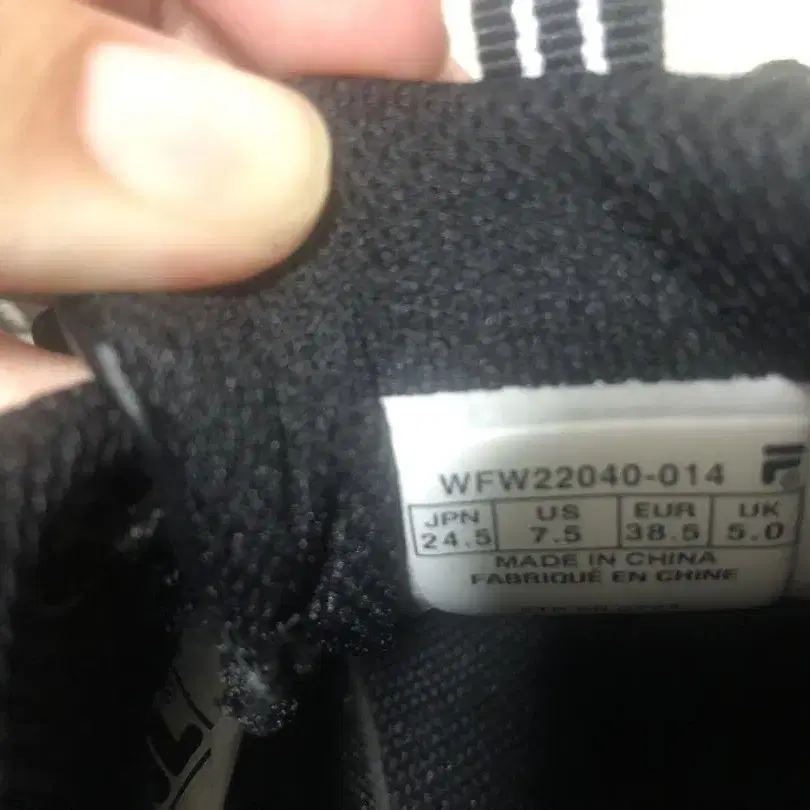 WFW22040-014 F
JPN US EUR UK
24.5 7.5 38.5 5.0
MADE IN CHINA
FABRIQUÉ EN CHINE